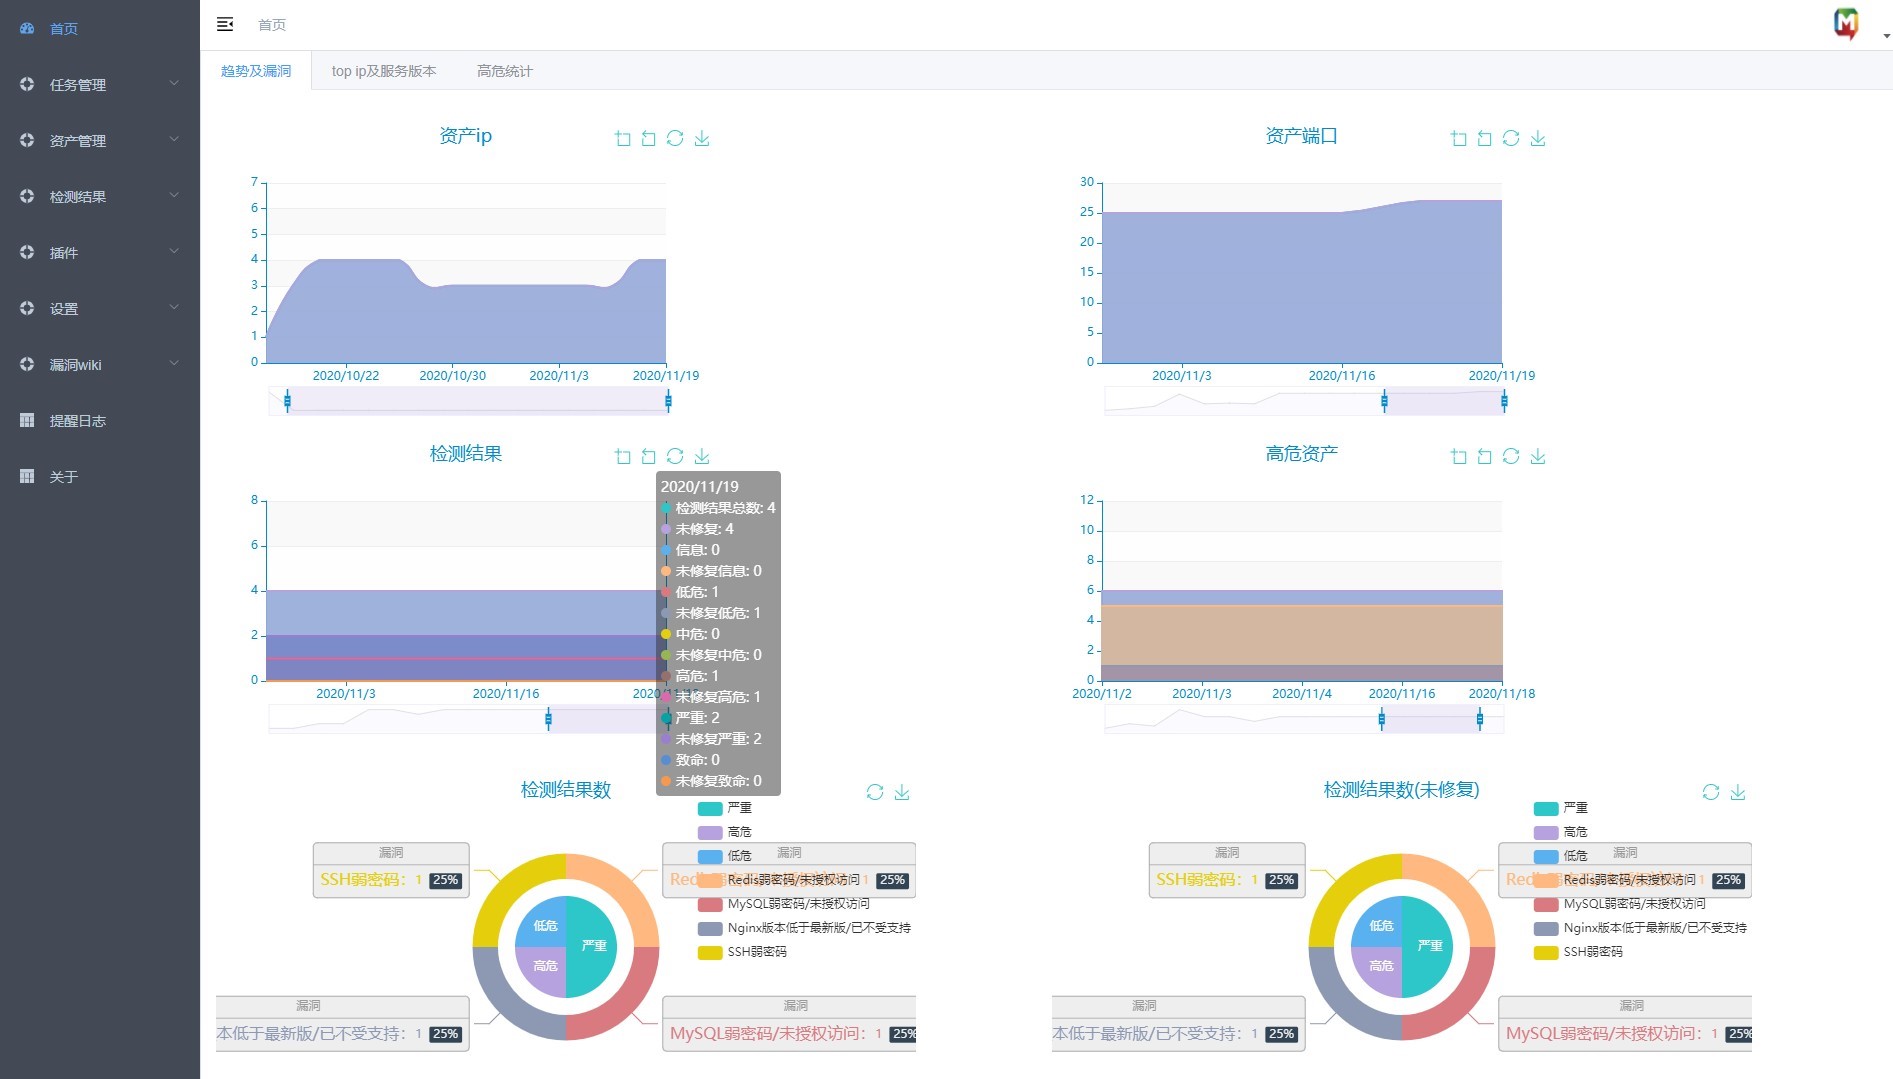 首页
任务管理
资产管理
检测结果
插件
设置
漏洞wiki
提醒日志
关于
首页
M
趋势及漏洞
top ip及服务版本
高危统计
资产ip
7
6
5
4
3
2
1
0
2020/10/22
2020/10/30
2020/11/3
2020/11/19
资产端口
30
25
20
15
10
5
0
2020/11/3
2020/11/16
2020/11/19
检测结果
8
6
4
2
0
2020/11/3
2020/11/16
2020/11/19
检测结果总数: 4
未修复: 4
信息: 0
未修复信息: 0
低危: 1
未修复低危: 1
中危: 0
未修复中危: 0
高危: 1
未修复高危: 1
严重: 2
未修复严重: 2
致命: 0
未修复致命: 0
高危资产
12
10
8
6
4
2
0
2020/11/2
2020/11/3
2020/11/4
2020/11/16
2020/11/18
检测结果数
严重
高危
低危
Redis弱密码/未授权访问
MySQL弱密码/未授权访问
Nginx版本低于最新版/已不受支持
SSH弱密码
漏洞
SSH弱密码: 1 25%
漏洞
1 25%
低危
严重
高危
漏洞
本低于最新版/已不受支持: 1 25%
漏洞
MySQL弱密码/未授权访问: 1 25%
检测结果数(未修复)
严重
高危
低危
Redis弱密码/未授权访问
MySQL弱密码/未授权访问
Nginx版本低于最新版/已不受支持
SSH弱密码
漏洞
SSH弱密码: 1 25%
漏洞
1 25%
低危
严重
高危
漏洞
本低于最新版/已不受支持: 1 25%
漏洞
MySQL弱密码/未授权访问: 1 25%